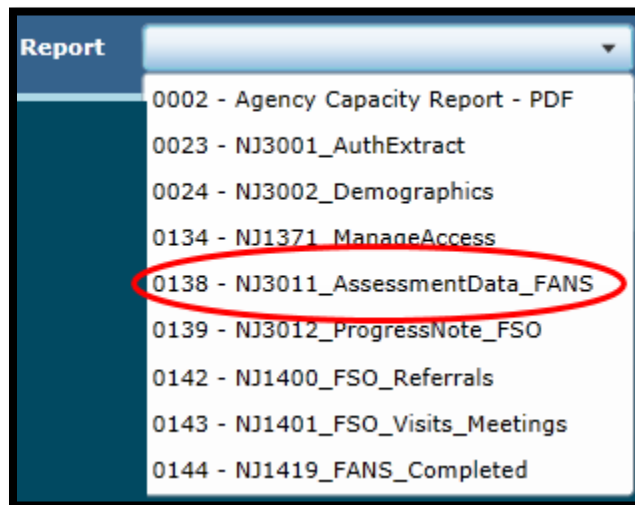 Report
0002 - Agency Capacity Report - PDF
0023 - NJ3001_AuthExtract
0024 - NJ3002_Demographics
0134 - NJ1371_ManageAccess
0138 - NJ3011_AssessmentData_FANS
0139 - NJ3012_ProgressNote_FSO
0142 - NJ1400_FSO_Referrals
0143 - NJ1401_FSO_Visits_Meetings
0144 - NJ1419_FANS_Completed